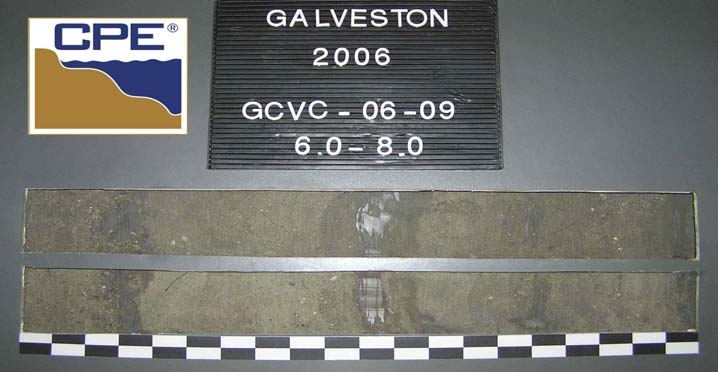 CPE®
GALVESTON
2006
GCVC - 06 - 09
6.0 - 8.0